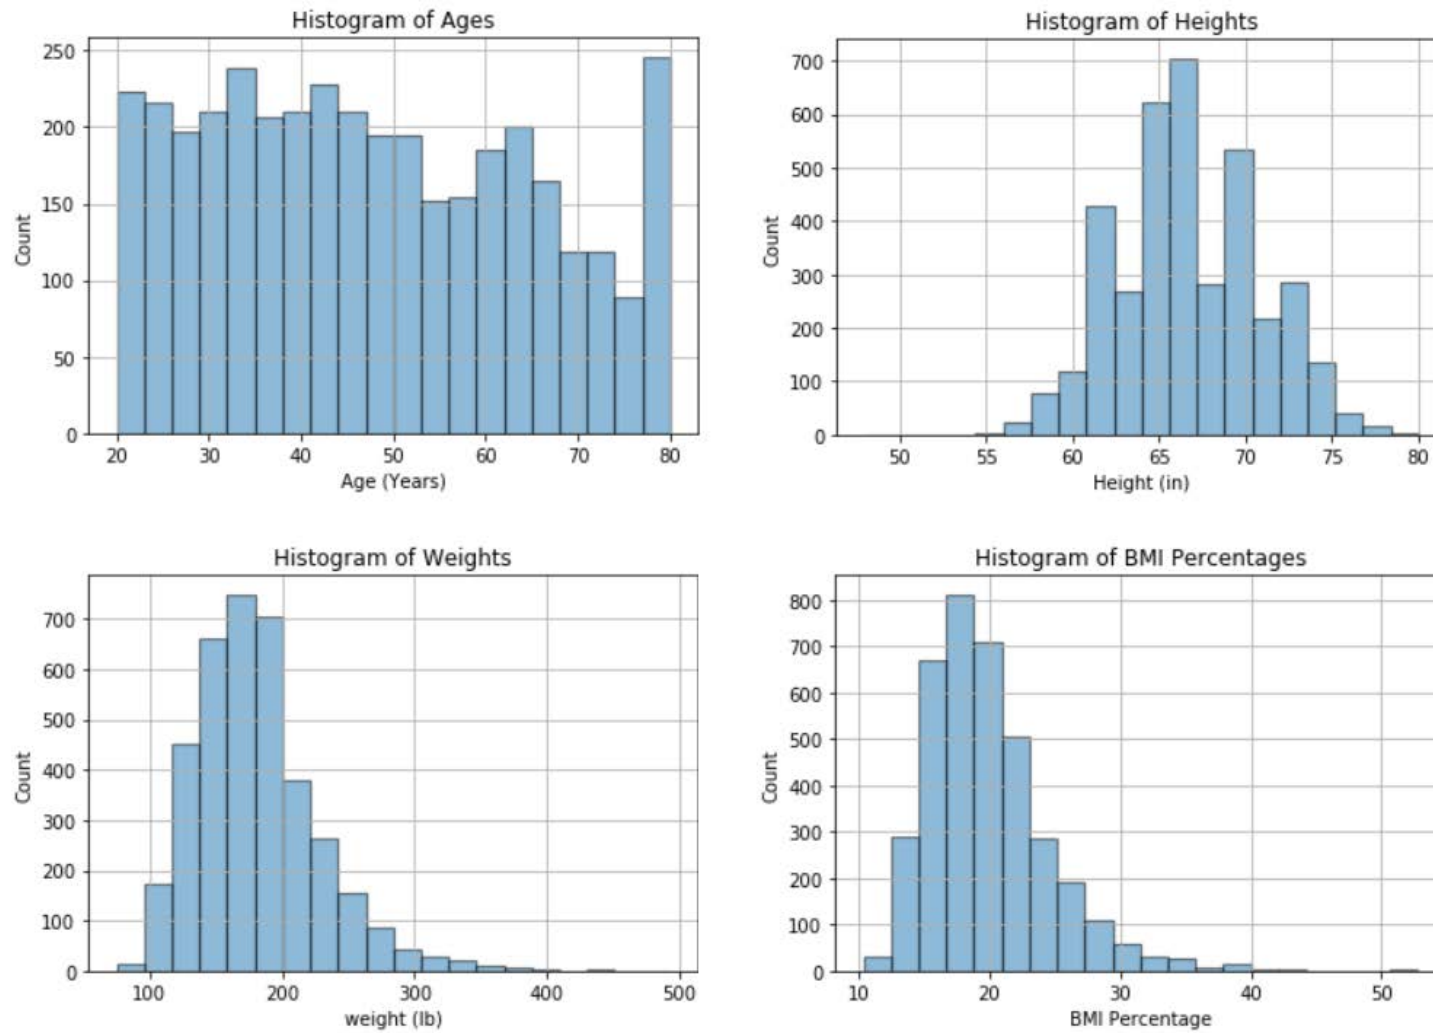 Histogram of Ages
250
200
150
100
50
0
Count
20 30 40 50 60 70 80
Age (Years)
Histogram of Heights
700
600
500
400
300
200
100
0
Count
50 55 60 65 70 75 80
Height (in)
Histogram of Weights
700
600
500
400
300
200
100
0
Count
100 200 300 400 500
weight (lb)
Histogram of BMI Percentages
800
700
600
500
400
300
200
100
0
Count
10 20 30 40 50
BMI Percentage